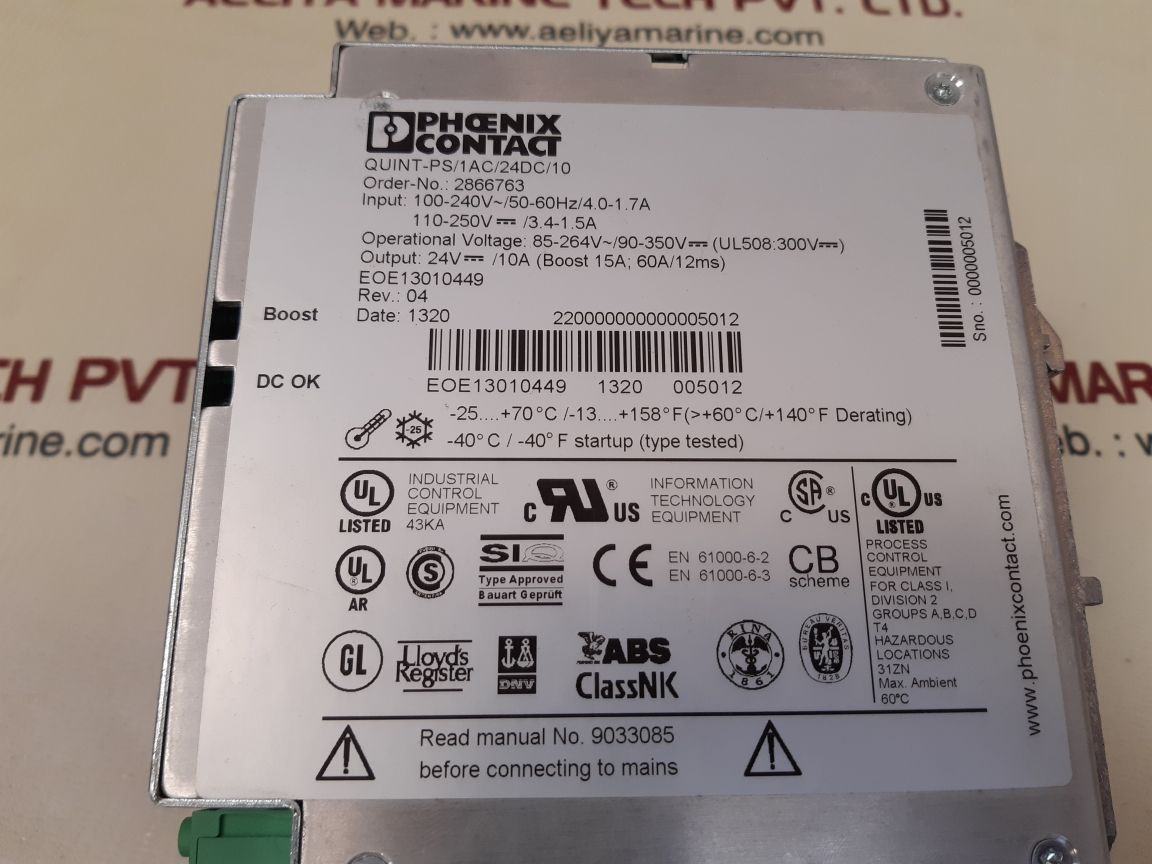 AELIYA MARINE TECH PVT. LTD.
Web. : www.aeliyamarine.com
PHOENIX
CONTACT
QUINT-PS/1AC/24DC/10
Order-No.: 2866763
Input: 100-240V~/50-60Hz/4.0-1.7A
110-250V⎓ /3.4-1.5A
Operational Voltage: 85-264V~/90-350V⎓ (UL508:300V⎓)
Output: 24V⎓ /10A (Boost 15A; 60A/12ms)
EOE13010449
Rev.: 04
Date: 1320
220000000000005012
Boost
DC OK
EOE13010449 1320 005012
Sno.: 0000005012
-25....+70°C /-13....+158°F(>+60°C/+140°F Derating)
-25
-40°C / -40°F startup (type tested)
UL
LISTED
INDUSTRIAL
CONTROL
EQUIPMENT
43KA
c RU ® US
INFORMATION
TECHNOLOGY
EQUIPMENT
SA ®
C US
c UL US
LISTED
PROCESS
CONTROL
EQUIPMENT
FOR CLASS I,
DIVISION 2
GROUPS A,B,C,D
T4
HAZARDOUS
LOCATIONS
31ZN
Max. Ambient
60°C
UL ®
AR
S
SIQ
Type Approved
Bauart Geprüft
CE
EN 61000-6-2
EN 61000-6-3
CB
scheme
GL
Lloyd's
Register
DNV
ABS
ClassNK
RINA
1861
BUREAU VERITAS
1828
www.phoenixcontact.com
Read manual No. 9033085
before connecting to mains
CH PVT
rine.com
MAR
eb. : w